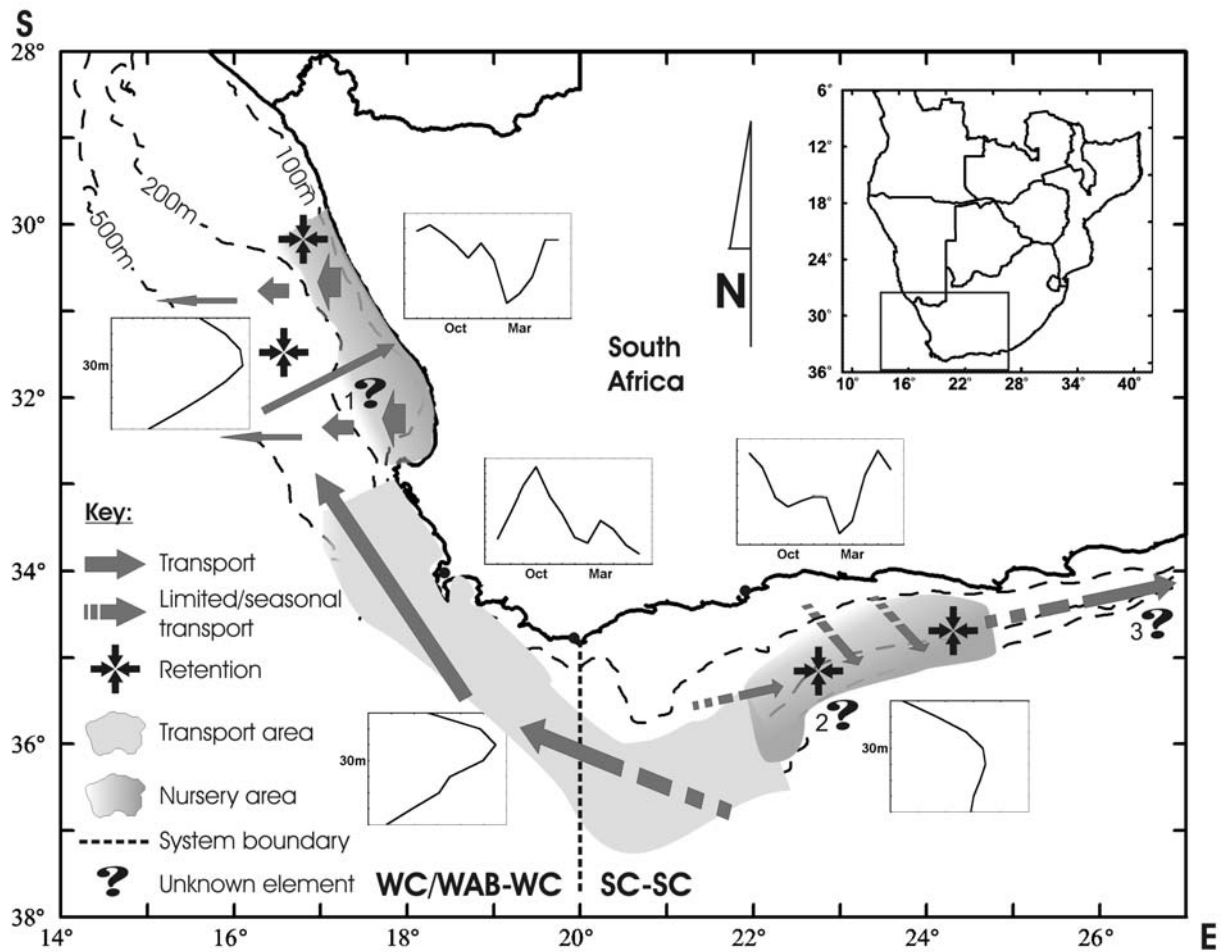 S
28°
30°
32°
34°
36°
38°
14°
16°
18°
20°
22°
24°
26°
E
100m
200m
500m
30m
Oct Mar
1 ?
South
Africa
N
6°
12°
18°
24°
30°
36°
10° 16° 22° 28° 34° 40°
Oct Mar
Oct Mar
30m
30m
2 ?
3 ?
Key:
Transport
Limited/seasonal
transport
Retention
Transport area
Nursery area
System boundary
? Unknown element
WC/WAB-WC SC-SC